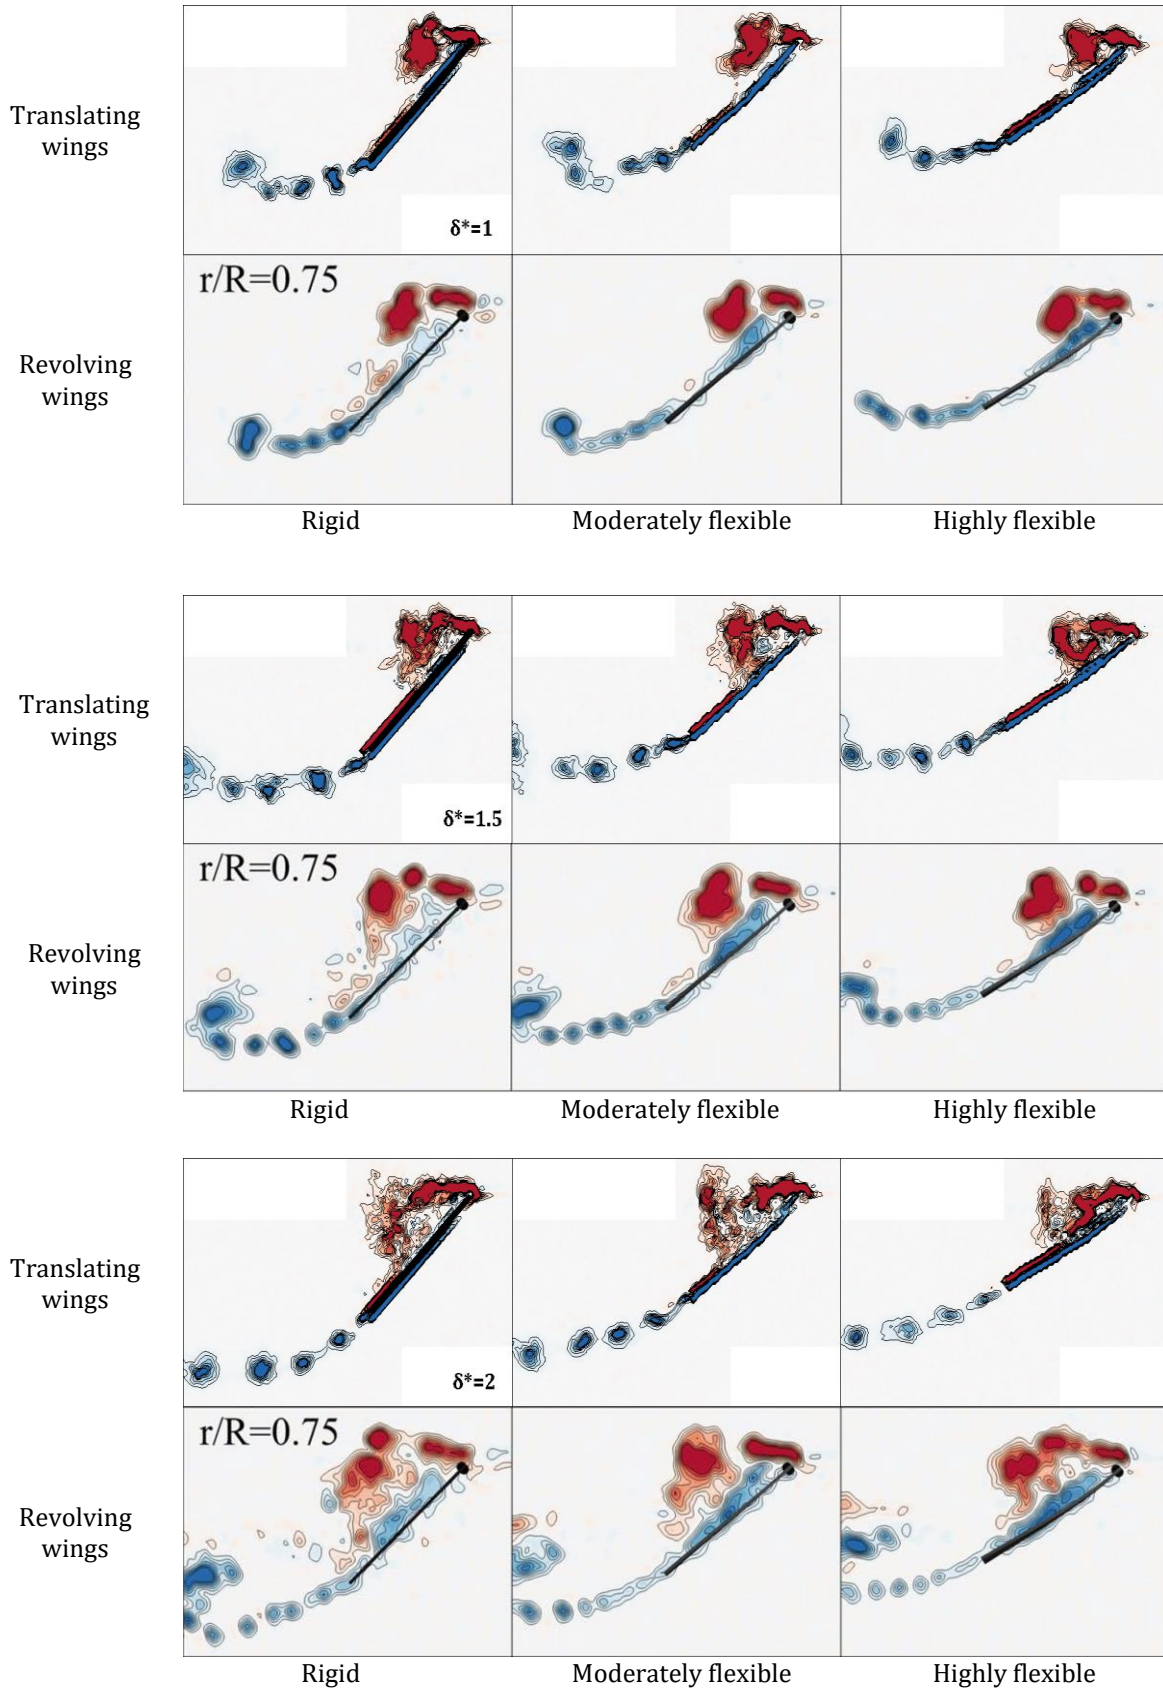 Translating
wings
δ*=1
r/R=0.75
Revolving
wings
Rigid
Moderately flexible
Highly flexible
Translating
wings
δ*=1.5
r/R=0.75
Revolving
wings
Rigid
Moderately flexible
Highly flexible
Translating
wings
δ*=2
r/R=0.75
Revolving
wings
Rigid
Moderately flexible
Highly flexible